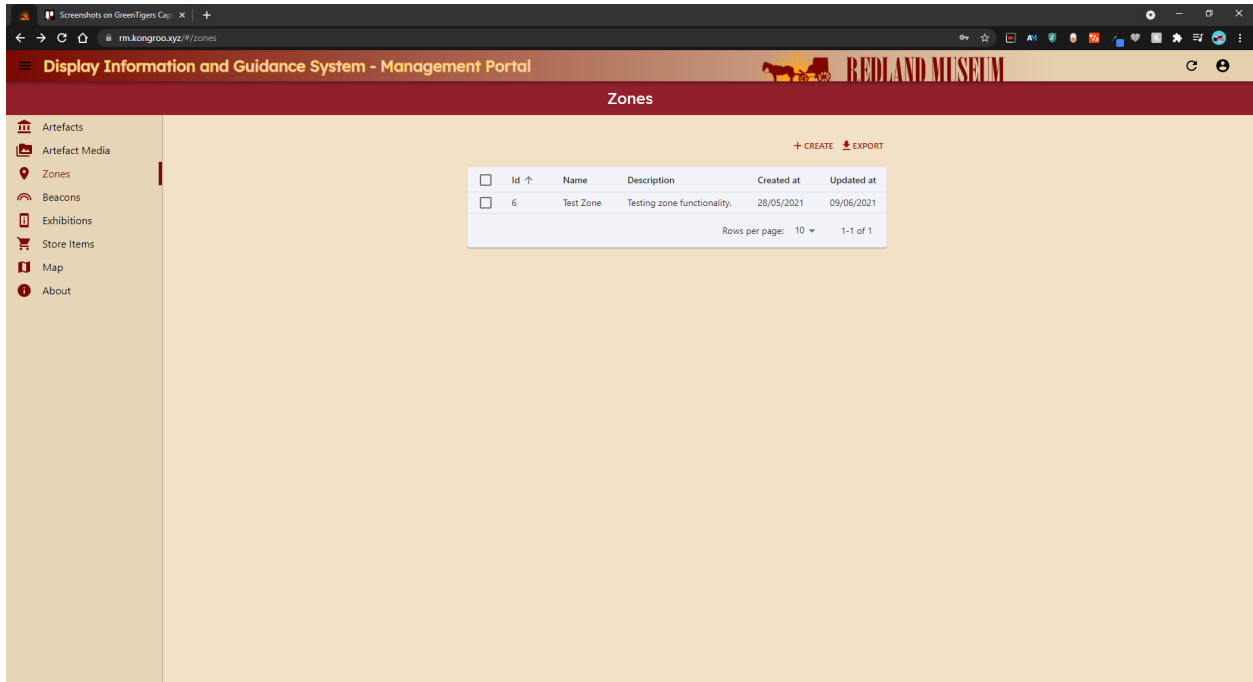 Screenshots on GreenTigers Cap
rm.kongroo.xyz/#/zones
Display Information and Guidance System - Management Portal
REDLAND MUSEUM
Zones
Artefacts
Artefact Media
Zones
Beacons
Exhibitions
Store Items
Map
About
+ CREATE EXPORT
Id ↑ Name Description Created at Updated at
6 Test Zone Testing zone functionality. 28/05/2021 09/06/2021
Rows per page: 10 1-1 of 1